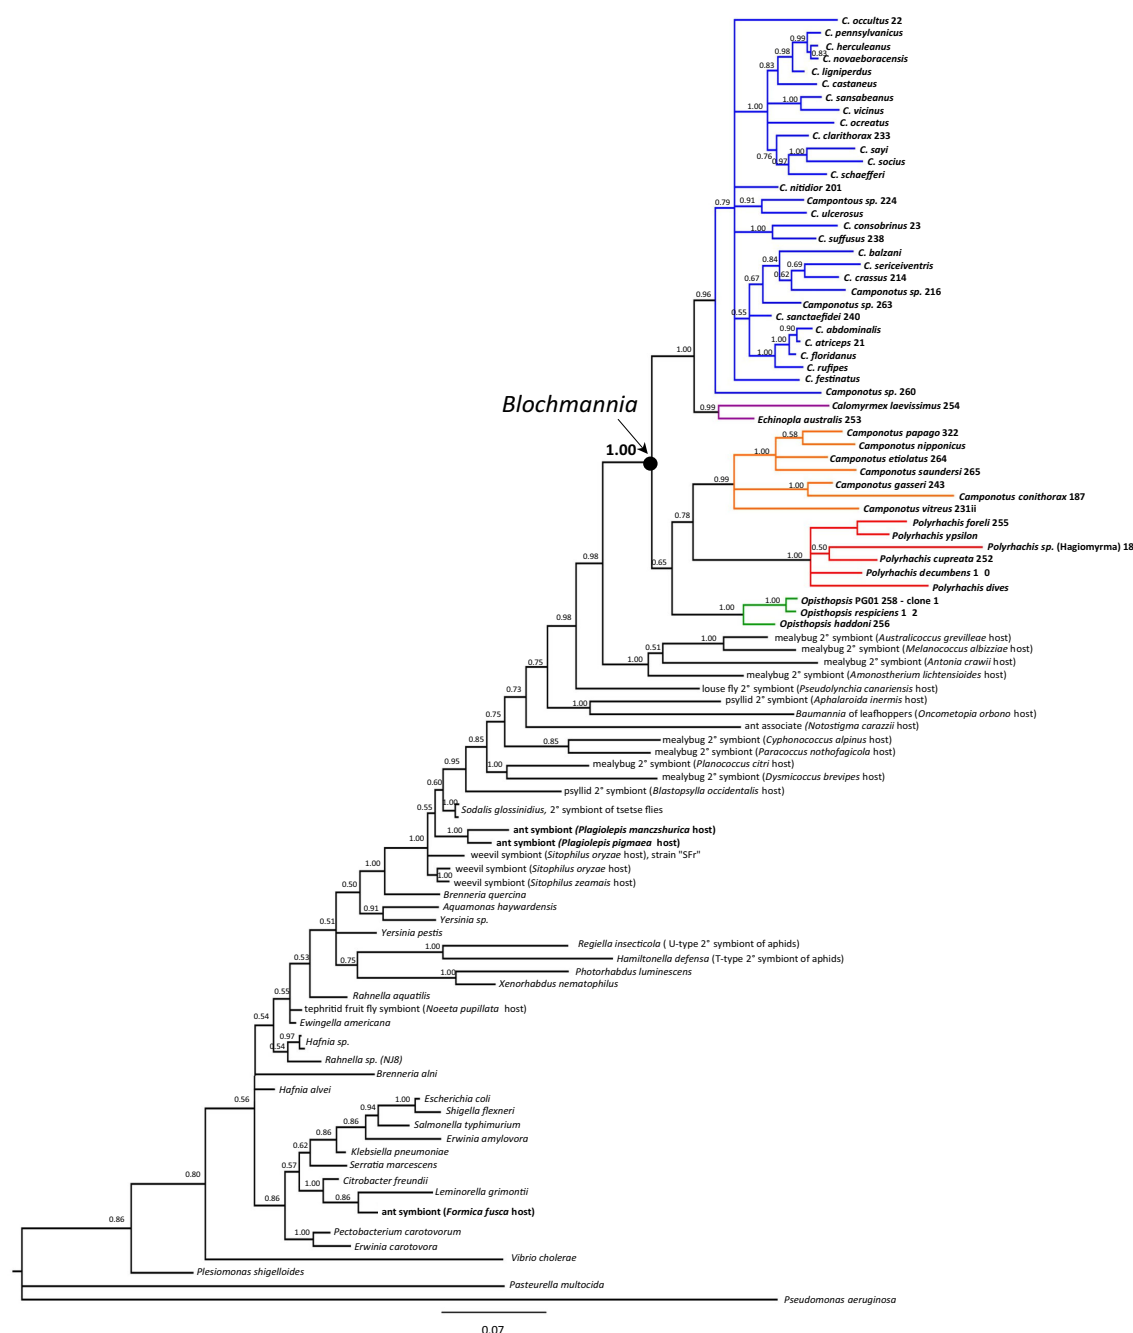 C. occultus 22
C. pennsylvanicus
0.99
C. herculeanus
0.98
0.83
C. novaeboracensis
0.83
C. ligniperdus
C. castaneus
C. sansabeanus
1.00
1.00
C. vicinus
C. ocreatus
C. clarithorax 233
1.00
C. sayi
0.76
0.97
C. socius
C. schaefferi
C. nitidior 201
0.79
0.91
Campontous sp. 224
C. ulcerosus
C. consobrinus 23
1.00
C. suffusus 238
C. balzani
0.84
0.69
C. sericeiventris
0.67
0.62
C. crassus 214
Camponotus sp. 216
0.96
Camponotus sp. 263
0.55
C. sanctaefidei 240
0.90
C. abdominalis
1.00
C. atriceps 21
1.00
1.00
C. floridanus
C. rufipes
C. festinatus
Camponotus sp. 260
Blochmannia
0.99
Calomyrmex laevissimus 254
Echinopla australis 253
0.58
Camponotus papago 322
1.00
1.00
Camponotus nipponicus
Camponotus etiolatus 264
Camponotus saundersi 265
0.99
1.00
Camponotus gasseri 243
Camponotus conithorax 187
Camponotus vitreus 231ii
0.78
Polyrhachis foreli 255
Polyrhachis ypsilon
0.98
0.65
1.00
0.50
Polyrhachis sp. (Hagiomyrma) 18
Polyrhachis cupreata 252
Polyrhachis decumbens 1 0
Polyrhachis dives
1.00
1.00
Opisthopsis PG01 258 - clone 1
Opisthopsis respiciens 1 2
0.98
Opisthopsis haddoni 256
1.00
mealybug 2° symbiont (Australicoccus grevilleae host)
0.51
mealybug 2° symbiont (Melanococcus albizziae host)
0.75
1.00
mealybug 2° symbiont (Antonia crawii host)
mealybug 2° symbiont (Amonostherium lichtensioides host)
0.73
louse fly 2° symbiont (Pseudolynchia canariensis host)
1.00
psyllid 2° symbiont (Aphalaroida inermis host)
0.75
Baumannia of leafhoppers (Oncometopia orbono host)
ant associate (Notostigma carazzii host)
0.85
0.85
mealybug 2° symbiont (Cyphonococcus alpinus host)
mealybug 2° symbiont (Paracoccus nothofagicola host)
0.95
1.00
mealybug 2° symbiont (Planococcus citri host)
mealybug 2° symbiont (Dysmicoccus brevipes host)
0.60
psyllid 2° symbiont (Blastopsylla occidentalis host)
0.55
1.00
Sodalis glossinidius, 2° symbiont of tsetse flies
1.00
1.00
ant symbiont (Plagiolepis manczshurica host)
ant symbiont (Plagiolepis pigmaea host)
weevil symbiont (Sitophilus oryzae host), strain "SFr"
1.00
1.00
weevil symbiont (Sitophilus oryzae host)
weevil symbiont (Sitophilus zeamais host)
0.50
Brenneria quercina
0.91
Aquamonas haywardensis
0.51
Yersinia sp.
Yersinia pestis
0.53
0.75
1.00
Regiella insecticola ( U-type 2° symbiont of aphids)
Hamiltonella defensa (T-type 2° symbiont of aphids)
1.00
Photorhabdus luminescens
Xenorhabdus nematophilus
0.55
Rahnella aquatilis
tephritid fruit fly symbiont (Noeeta pupillata host)
0.54
Ewingella americana
0.97
0.54
Hafnia sp.
Rahnella sp. (NJ8)
Brenneria alni
0.56
Hafnia alvei
1.00
Escherichia coli
0.94
Shigella flexneri
0.86
Salmonella typhimurium
0.86
Erwinia amylovora
0.62
Klebsiella pneumoniae
0.57
Serratia marcescens
0.80
1.00
Citrobacter freundii
0.86
0.86
Leminorella grimontii
ant symbiont (Formica fusca host)
0.86
1.00
Pectobacterium carotovorum
Erwinia carotovora
Vibrio cholerae
Plesiomonas shigelloides
Pasteurella multocida
Pseudomonas aeruginosa
0.07